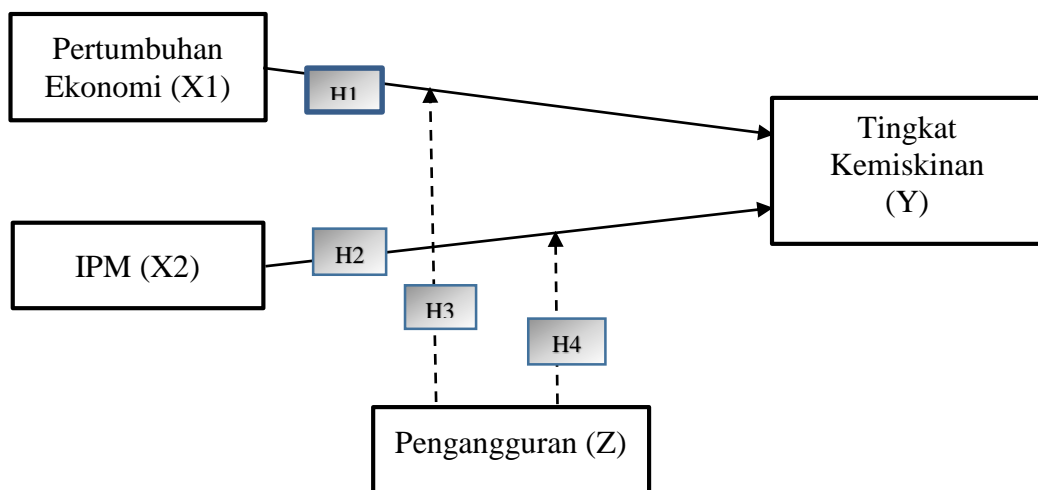 Pertumbuhan
Ekonomi (X1)
H1
Tingkat
Kemiskinan
(Y)
IPM (X2)
H2
H3
H4
Pengangguran (Z)